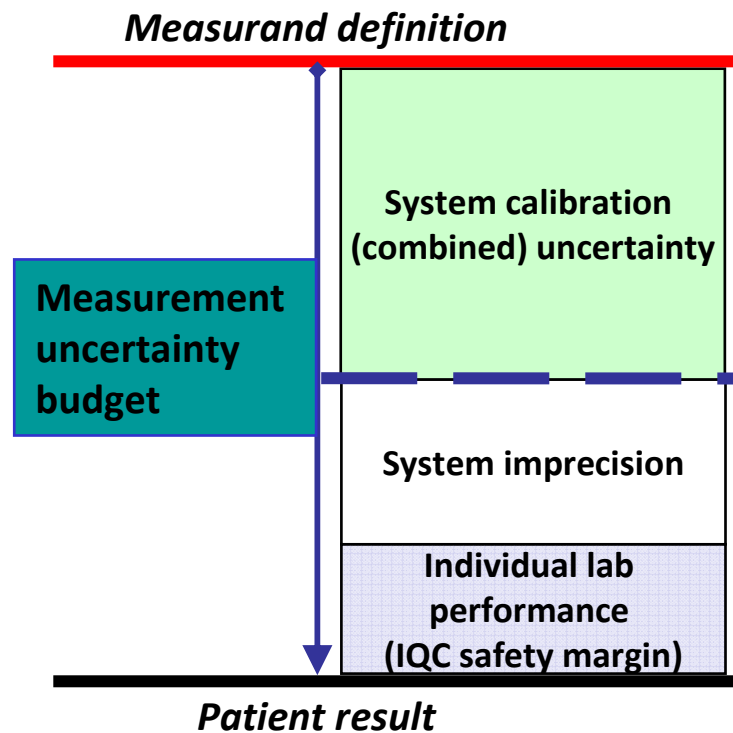 Measurand definition
System calibration
(combined) uncertainty
Measurement
uncertainty
budget
System imprecision
Individual lab
performance
(IQC safety margin)
Patient result